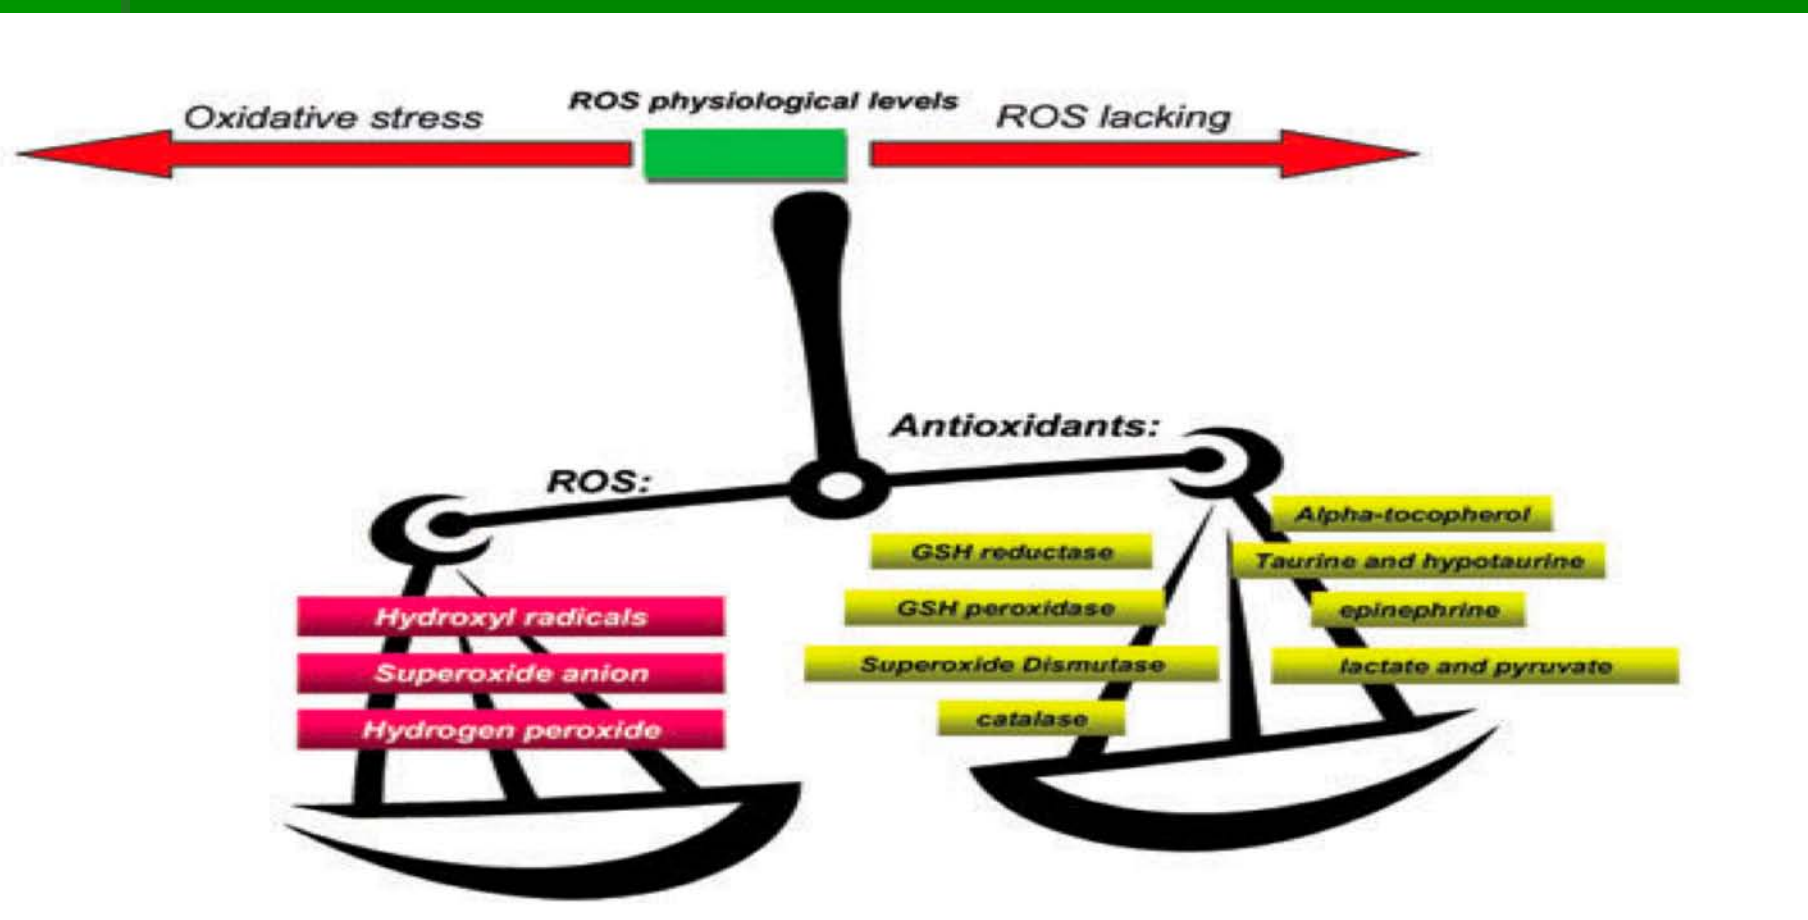 Oxidative stress
ROS physiological levels
ROS lacking
Antioxidants:
ROS:
Hydroxyl radicals
Superoxide anion
Hydrogen peroxide
GSH reductase
GSH peroxidase
Superoxide Dismutase
catalase
Alpha-tocopherol
Taurine and hypotaurine
epinephrine
lactate and pyruvate